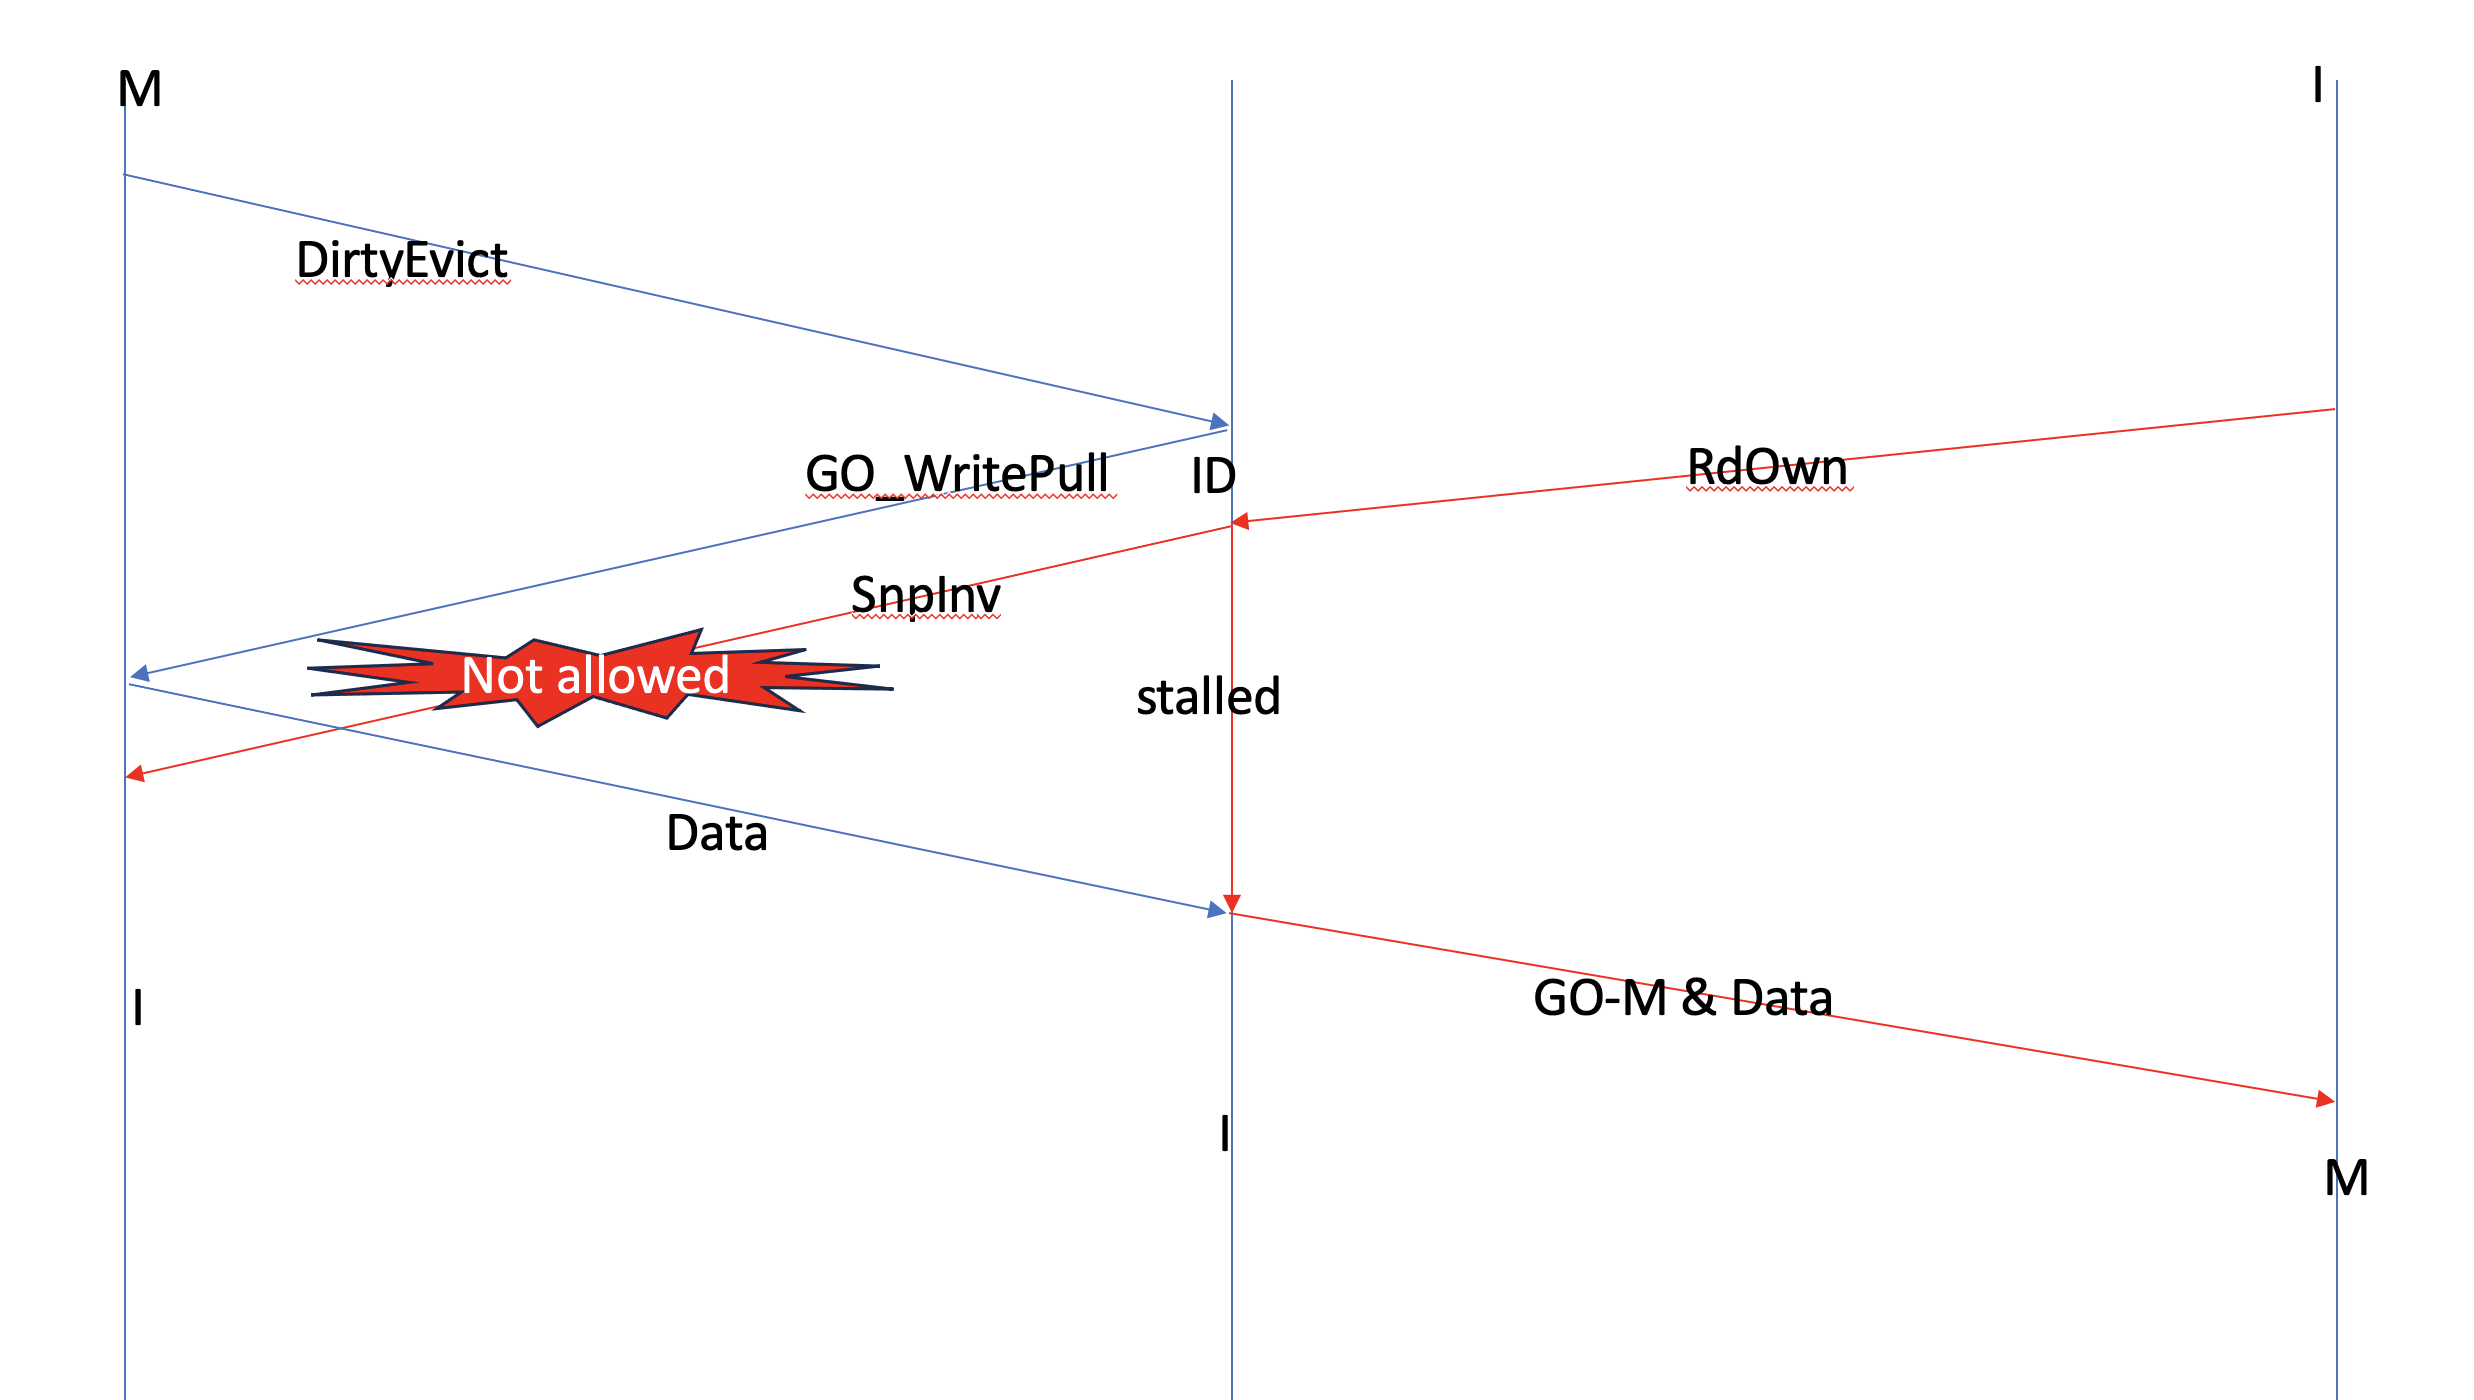 M
I
DirtyEvict
GO_WritePull
ID
RdOwn
SnpInv
Not allowed
stalled
Data
I
GO-M & Data
I
M